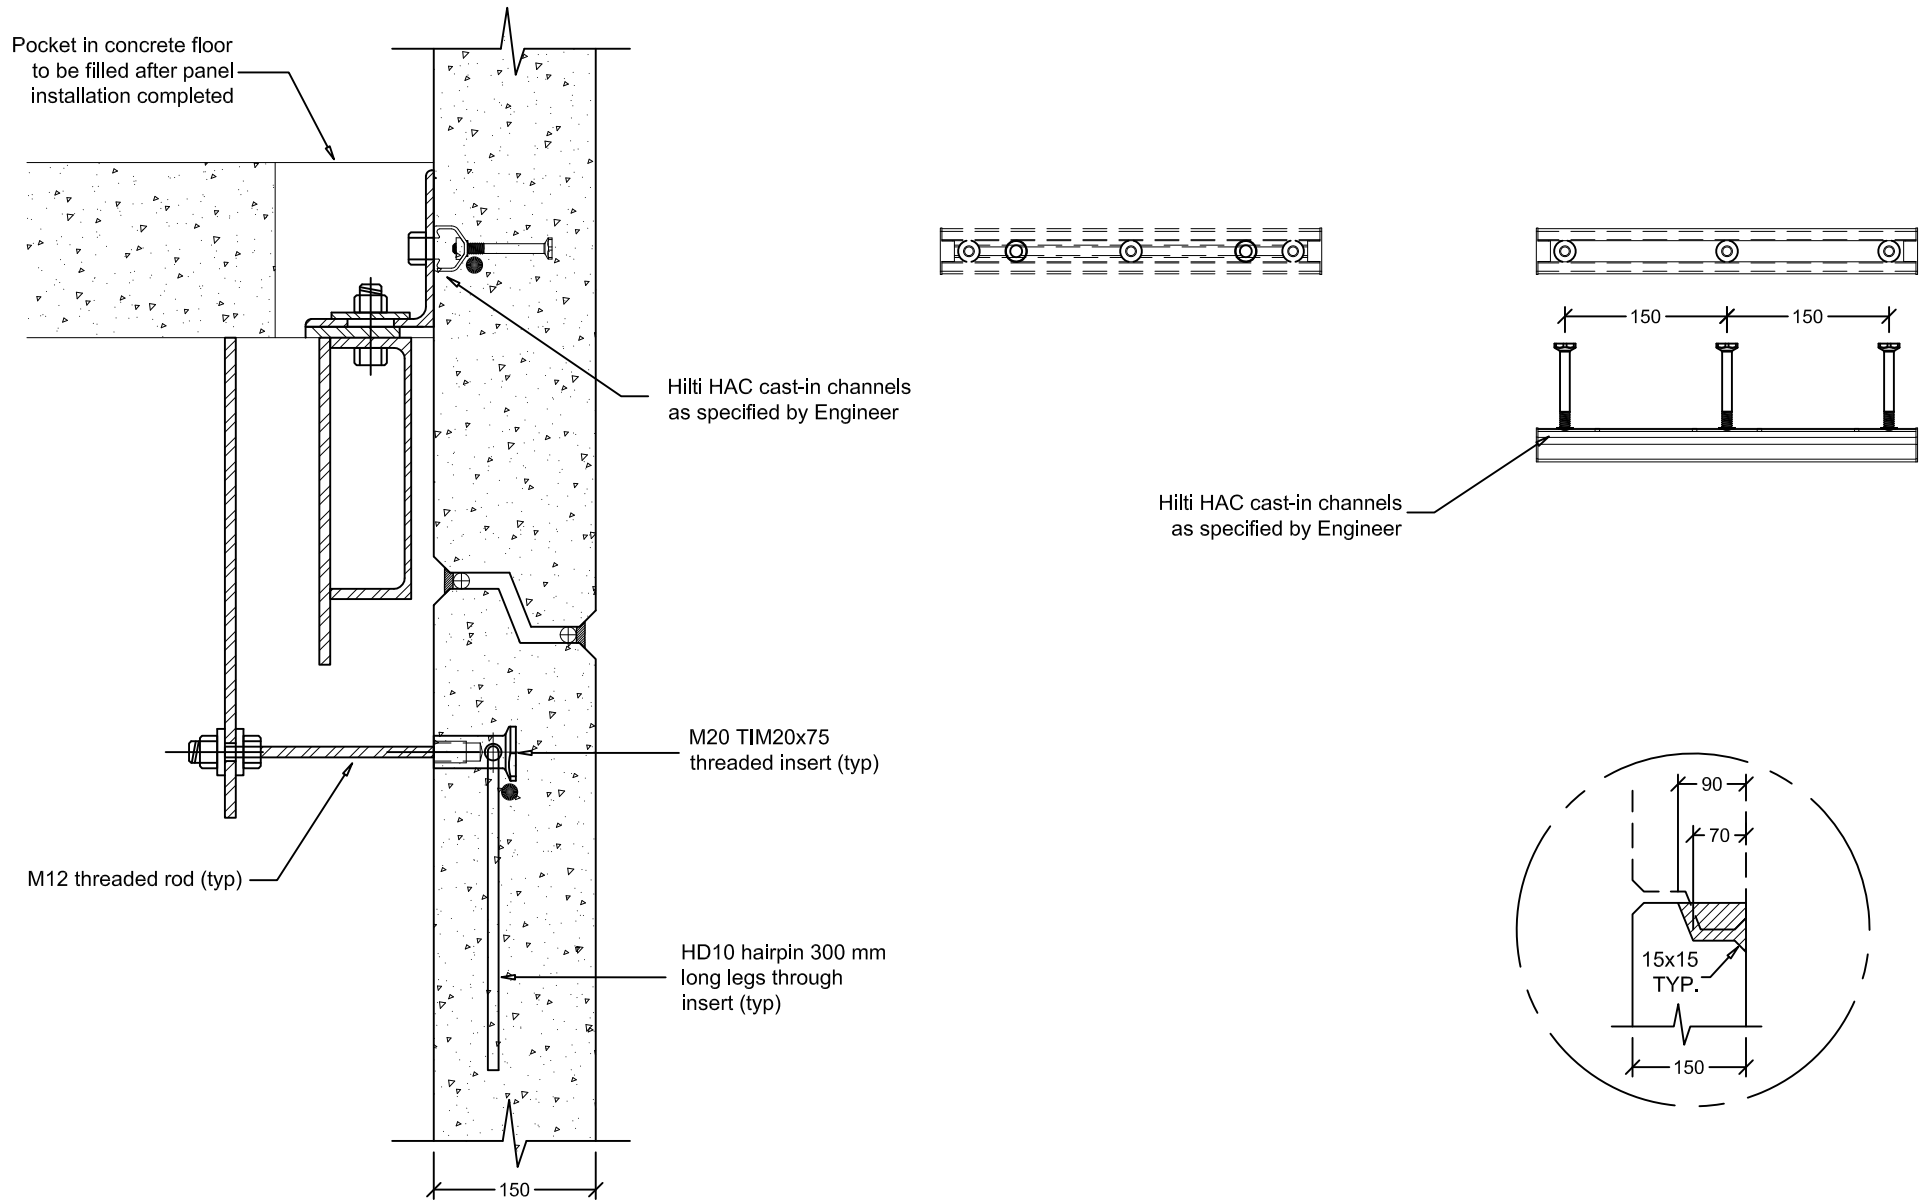 Pocket in concrete floor
to be filled after panel
installation completed
Hilti HAC cast-in channels
as specified by Engineer
150
150
Hilti HAC cast-in channels
as specified by Engineer
M20 TIM20x75
threaded insert (typ)
M12 threaded rod (typ)
HD10 hairpin 300 mm
long legs through
insert (typ)
150
90
70
15x15
TYP.
150